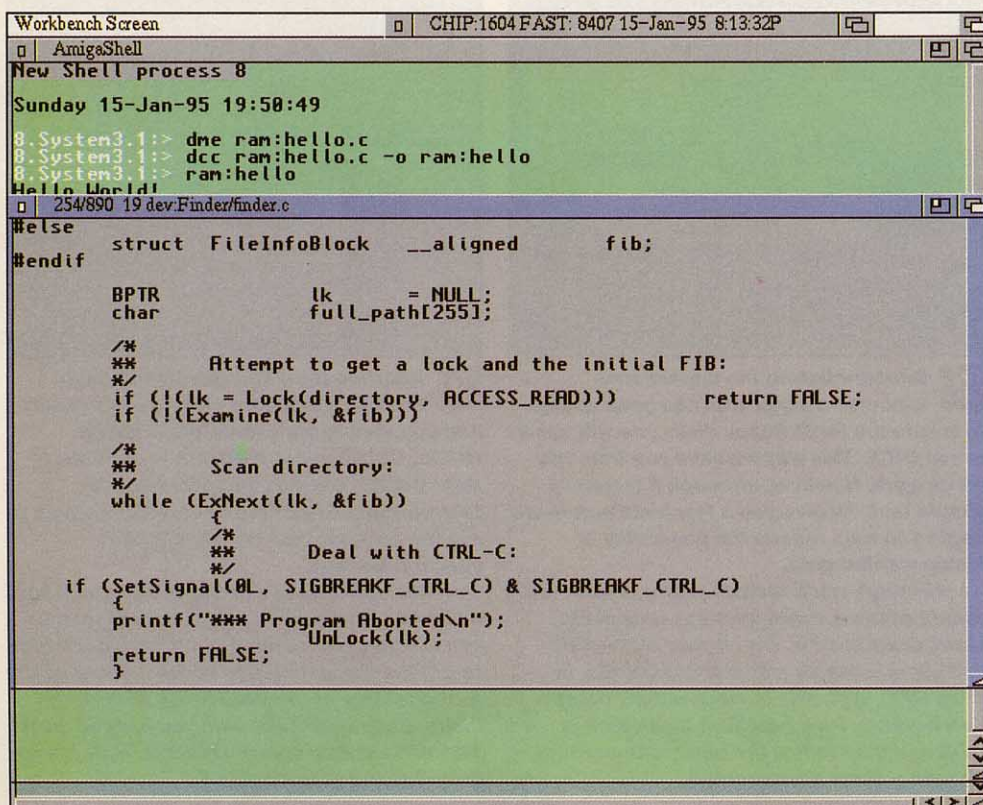 Workbench Screen CHIP:1604 FAST: 8407 15-Jan-95 8:13:32P
AmigaShell
New Shell process 8
Sunday 15-Jan-95 19:50:49
8.System3.1:> dme ram:hello.c
8.System3.1:> dcc ram:hello.c -o ram:hello
8.System3.1:> ram:hello
Hello World!
254/890 19 dev:Finder/finder.c
#else
struct FileInfoBlock __aligned fib;
#endif
BPTR lk = NULL;
char full_path[255];
/*
** Attempt to get a lock and the initial FIB:
*/
if (!(lk = Lock(directory, ACCESS_READ))) return FALSE;
if (!(Examine(lk, &fib)))
/*
** Scan directory:
*/
while (ExNext(lk, &fib))
{
/*
** Deal with CTRL-C:
*/
if (SetSignal(0L, SIGBREAKF_CTRL_C) & SIGBREAKF_CTRL_C)
{
printf("*** Program Aborted\n");
UnLock(lk);
return FALSE;
}